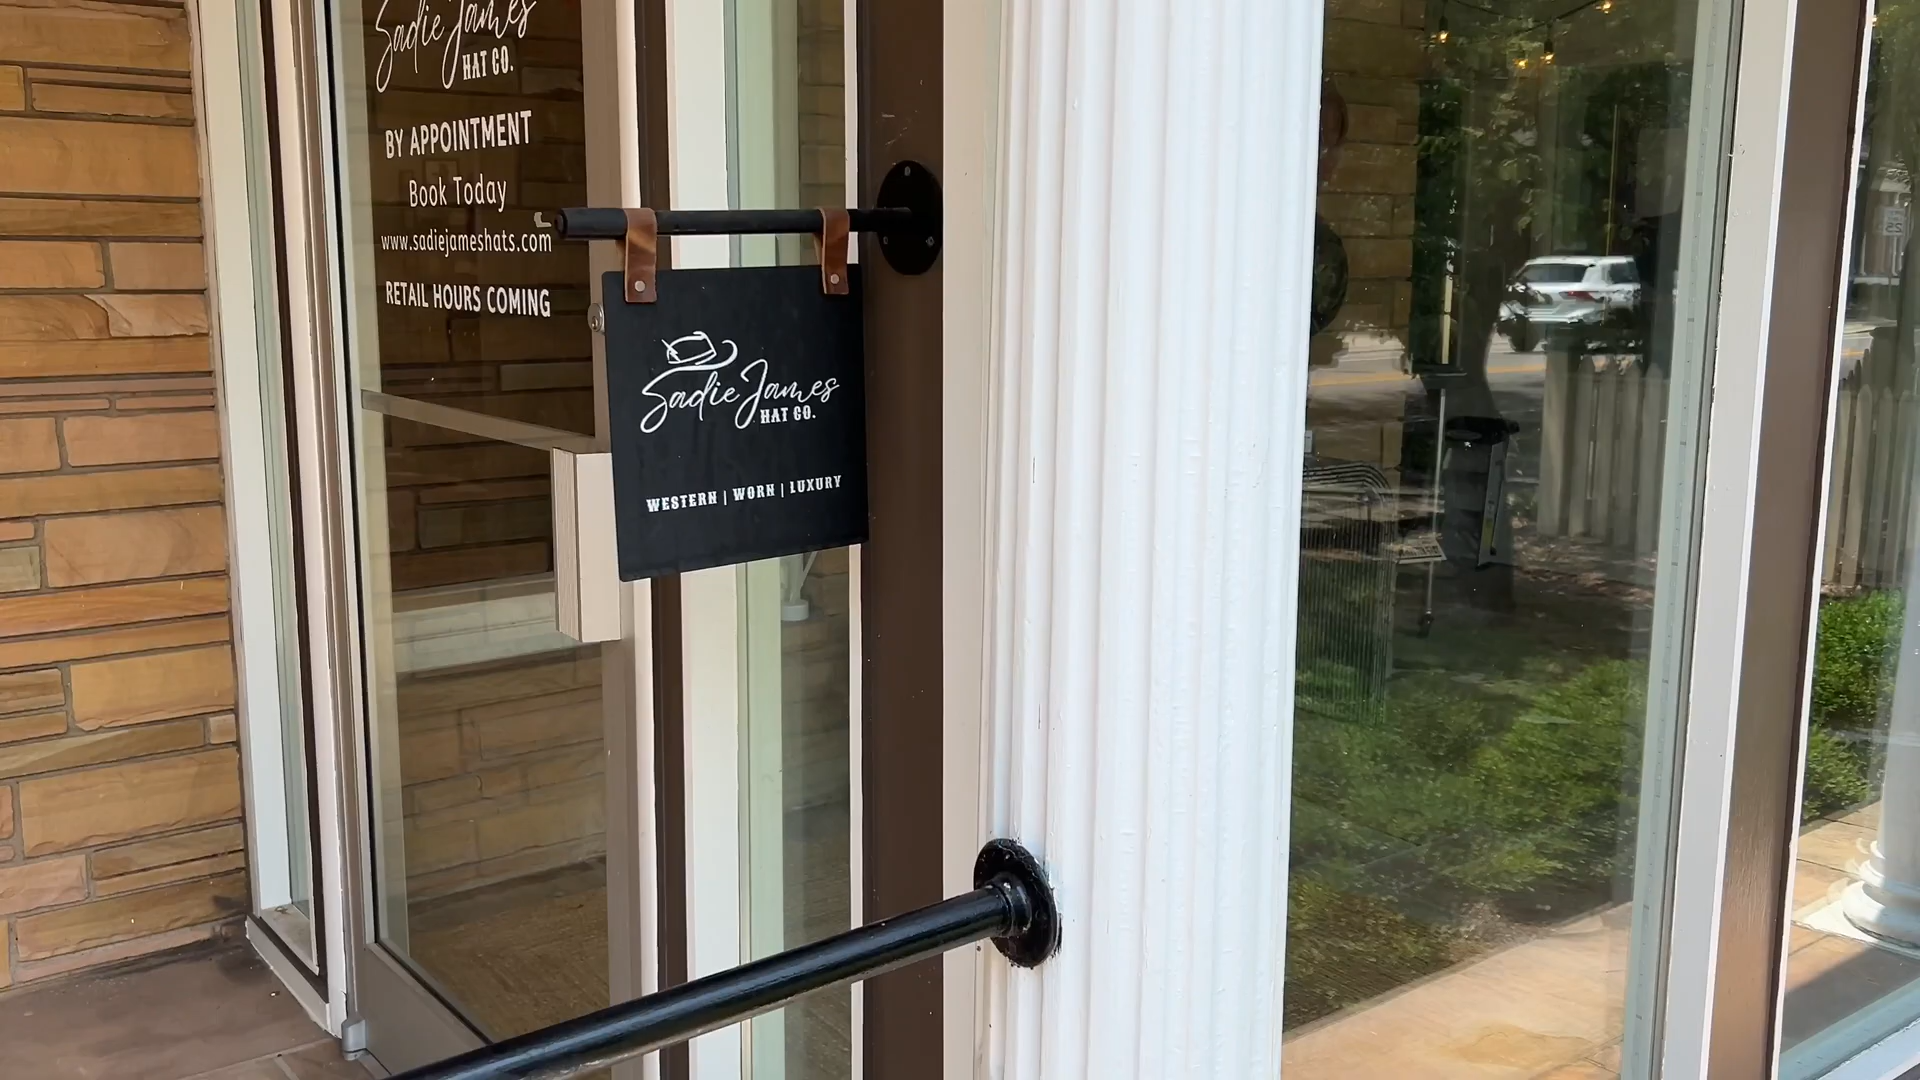 Sadie James
HAT CO.
BY APPOINTMENT
Book Today
www.sadiejameshats.com
RETAIL HOURS COMING
Sadie James
HAT CO.
WESTERN | WORN | LUXURY